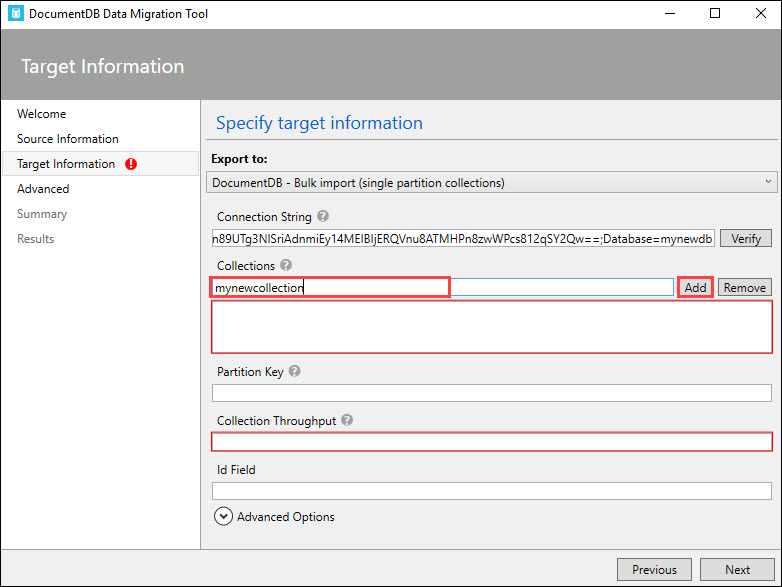 DocumentDB Data Migration Tool
Target Information
Welcome
Source Information
Target Information
Advanced
Summary
Results
Specify target information
Export to:
DocumentDB - Bulk import (single partition collections)
Connection String
n89UTg3NISriAdnmiEy14MEIBIjERQVnu8ATMHPn8zwWPcs812qSY2Qw==;Database=mynewdb
Verify
Collections
mynewcollection
Add
Remove
Partition Key
Collection Throughput
Id Field
Advanced Options
Previous
Next